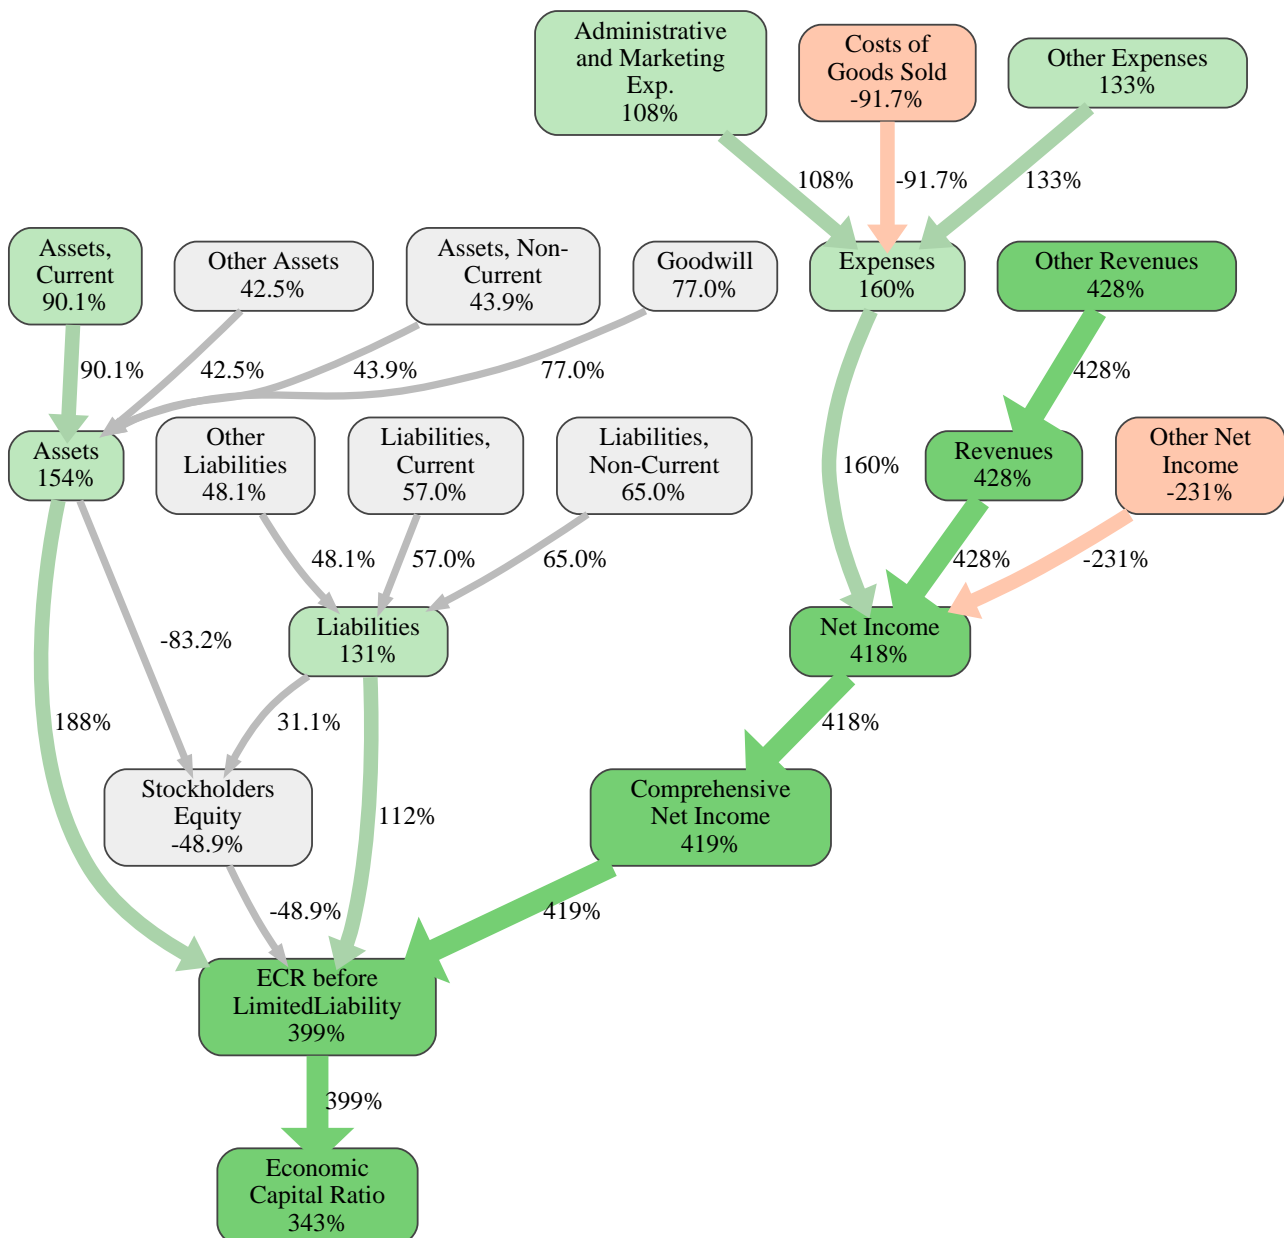 Administrative
and Marketing
Exp.
108%
Costs of
Goods Sold
-91.7%
Other Expenses
133%
108%
-91.7%
133%
Assets,
Current
90.1%
Other Assets
42.5%
Assets, Non-
Current
43.9%
Goodwill
77.0%
Expenses
160%
Other Revenues
428%
90.1%
42.5%
43.9%
77.0%
428%
Assets
154%
Other
Liabilities
48.1%
Liabilities,
Current
57.0%
Liabilities,
Non-Current
65.0%
160%
Revenues
428%
Other Net
Income
-231%
48.1%
57.0%
65.0%
428%
-231%
-83.2%
Liabilities
131%
Net Income
418%
188%
31.1%
418%
Stockholders
Equity
-48.9%
112%
Comprehensive
Net Income
419%
-48.9%
419%
ECR before
LimitedLiability
399%
399%
Economic
Capital Ratio
343%